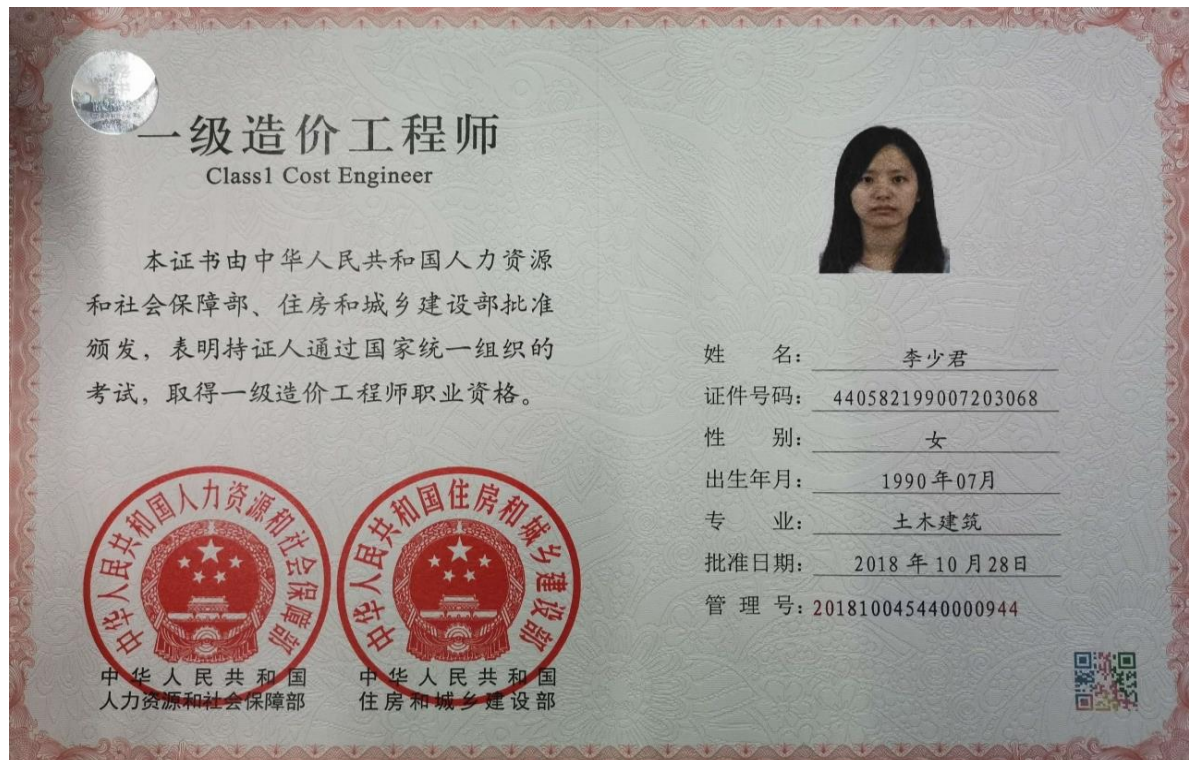 一级造价工程师
Class1 Cost Engineer
本证书由中华人民共和国人力资源
和社会保障部、住房和城乡建设部批准
颁发，表明持证人通过国家统一组织的
考试，取得一级造价工程师职业资格。
中华人民共和国人力资源和社会保障部
中华人民共和国住房和城乡建设部
中华人民共和国
人力资源和社会保障部
中华人民共和国
住房和城乡建设部
姓 名：李少君
证件号码：440582199007203068
性 别：女
出生年月：1990年07月
专 业：土木建筑
批准日期：2018 年 10 月 28日
管 理 号：201810045440000944